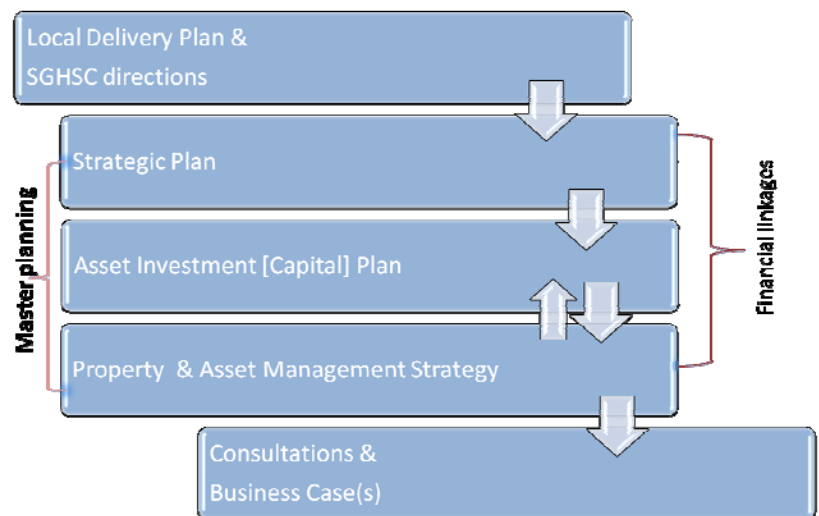 Local Delivery Plan &
SGHSC directions
Strategic Plan
Asset Investment [Capital] Plan
Property & Asset Management Strategy
Consultations &
Business Case(s)
Master planning
Financial linkages